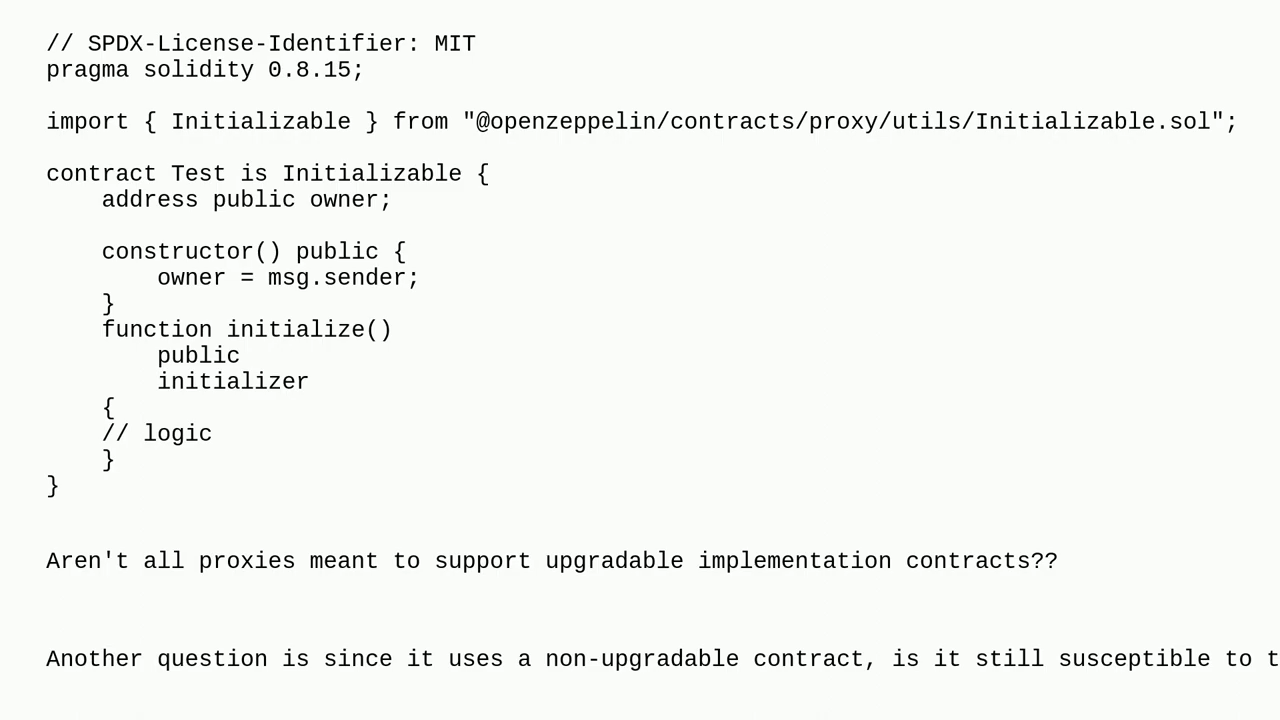 // SPDX-License-Identifier: MIT
pragma solidity 0.8.15;
import { Initializable } from "@openzeppelin/contracts/proxy/utils/Initializable.sol";
contract Test is Initializable {
address public owner;
constructor() public {
owner = msg.sender;
}
function initialize()
public
initializer
{
// logic
}
}
Aren't all proxies meant to support upgradable implementation contracts??
Another question is since it uses a non-upgradable contract, is it still susceptible to